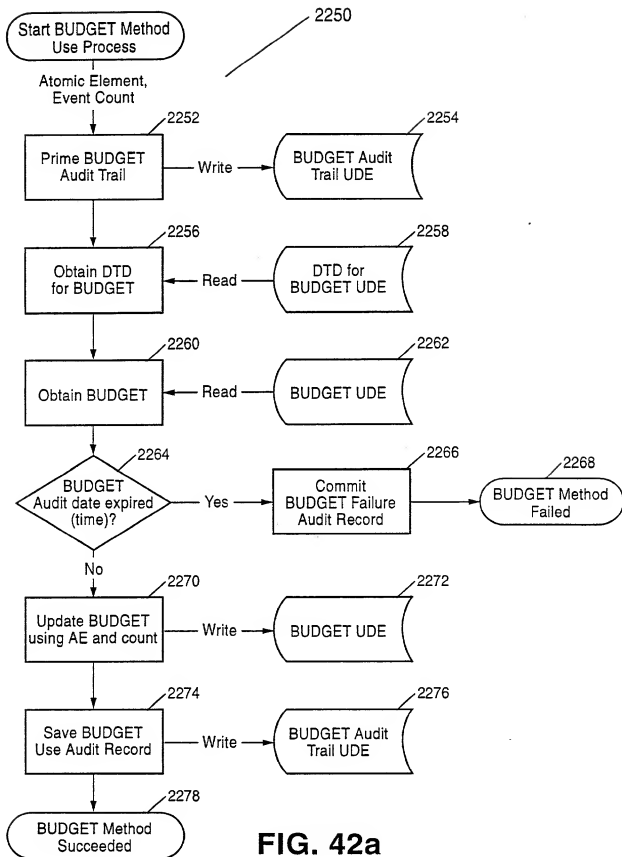 Start BUDGET Method
Use Process
2250
Atomic Element,
Event Count
2252
Prime BUDGET
Audit Trail
Write
2254
BUDGET Audit
Trail UDE
2256
Obtain DTD
for BUDGET
Read
2258
DTD for
BUDGET UDE
2260
Obtain BUDGET
Read
2262
BUDGET UDE
2264
BUDGET
Audit date expired
(time)?
Yes
2266
Commit
BUDGET Failure
Audit Record
2268
BUDGET Method
Failed
No
2270
Update BUDGET
using AE and count
Write
2272
BUDGET UDE
2274
Save BUDGET
Use Audit Record
Write
2276
BUDGET Audit
Trail UDE
2278
BUDGET Method
Succeeded
FIG. 42a